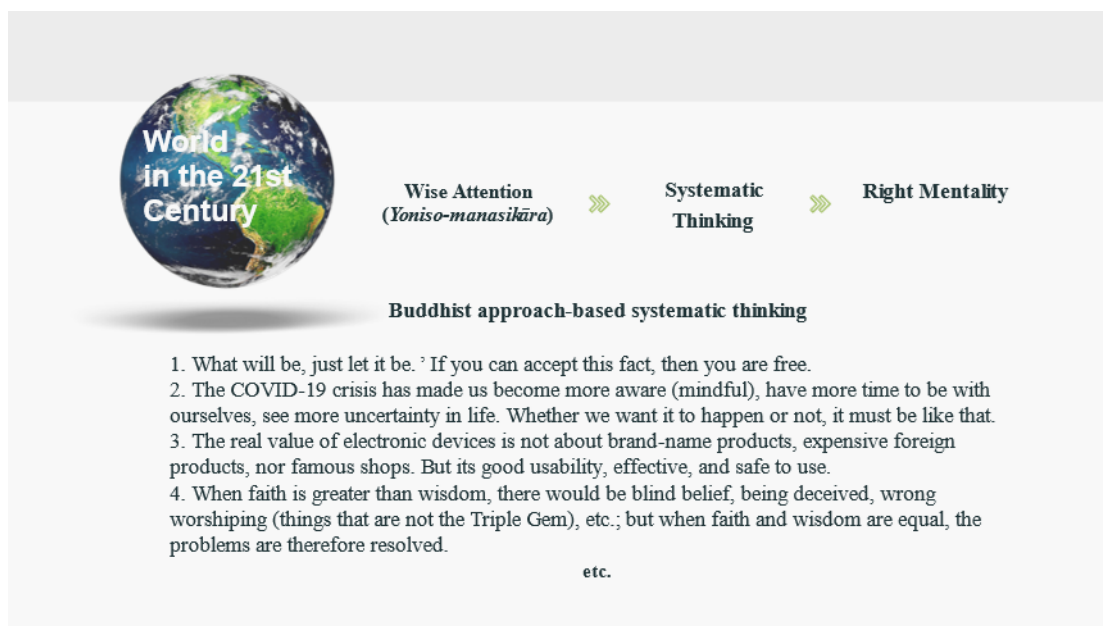 World
in the 21st
Century
Wise Attention
(Yoniso-manasikāra)
Systematic
Thinking
Right Mentality
Buddhist approach-based systematic thinking
1. What will be, just let it be. ’ If you can accept this fact, then you are free.
2. The COVID-19 crisis has made us become more aware (mindful), have more time to be with
ourselves, see more uncertainty in life. Whether we want it to happen or not, it must be like that.
3. The real value of electronic devices is not about brand-name products, expensive foreign
products, nor famous shops. But its good usability, effective, and safe to use.
4. When faith is greater than wisdom, there would be blind belief, being deceived, wrong
worshiping (things that are not the Triple Gem), etc.; but when faith and wisdom are equal, the
problems are therefore resolved.
etc.